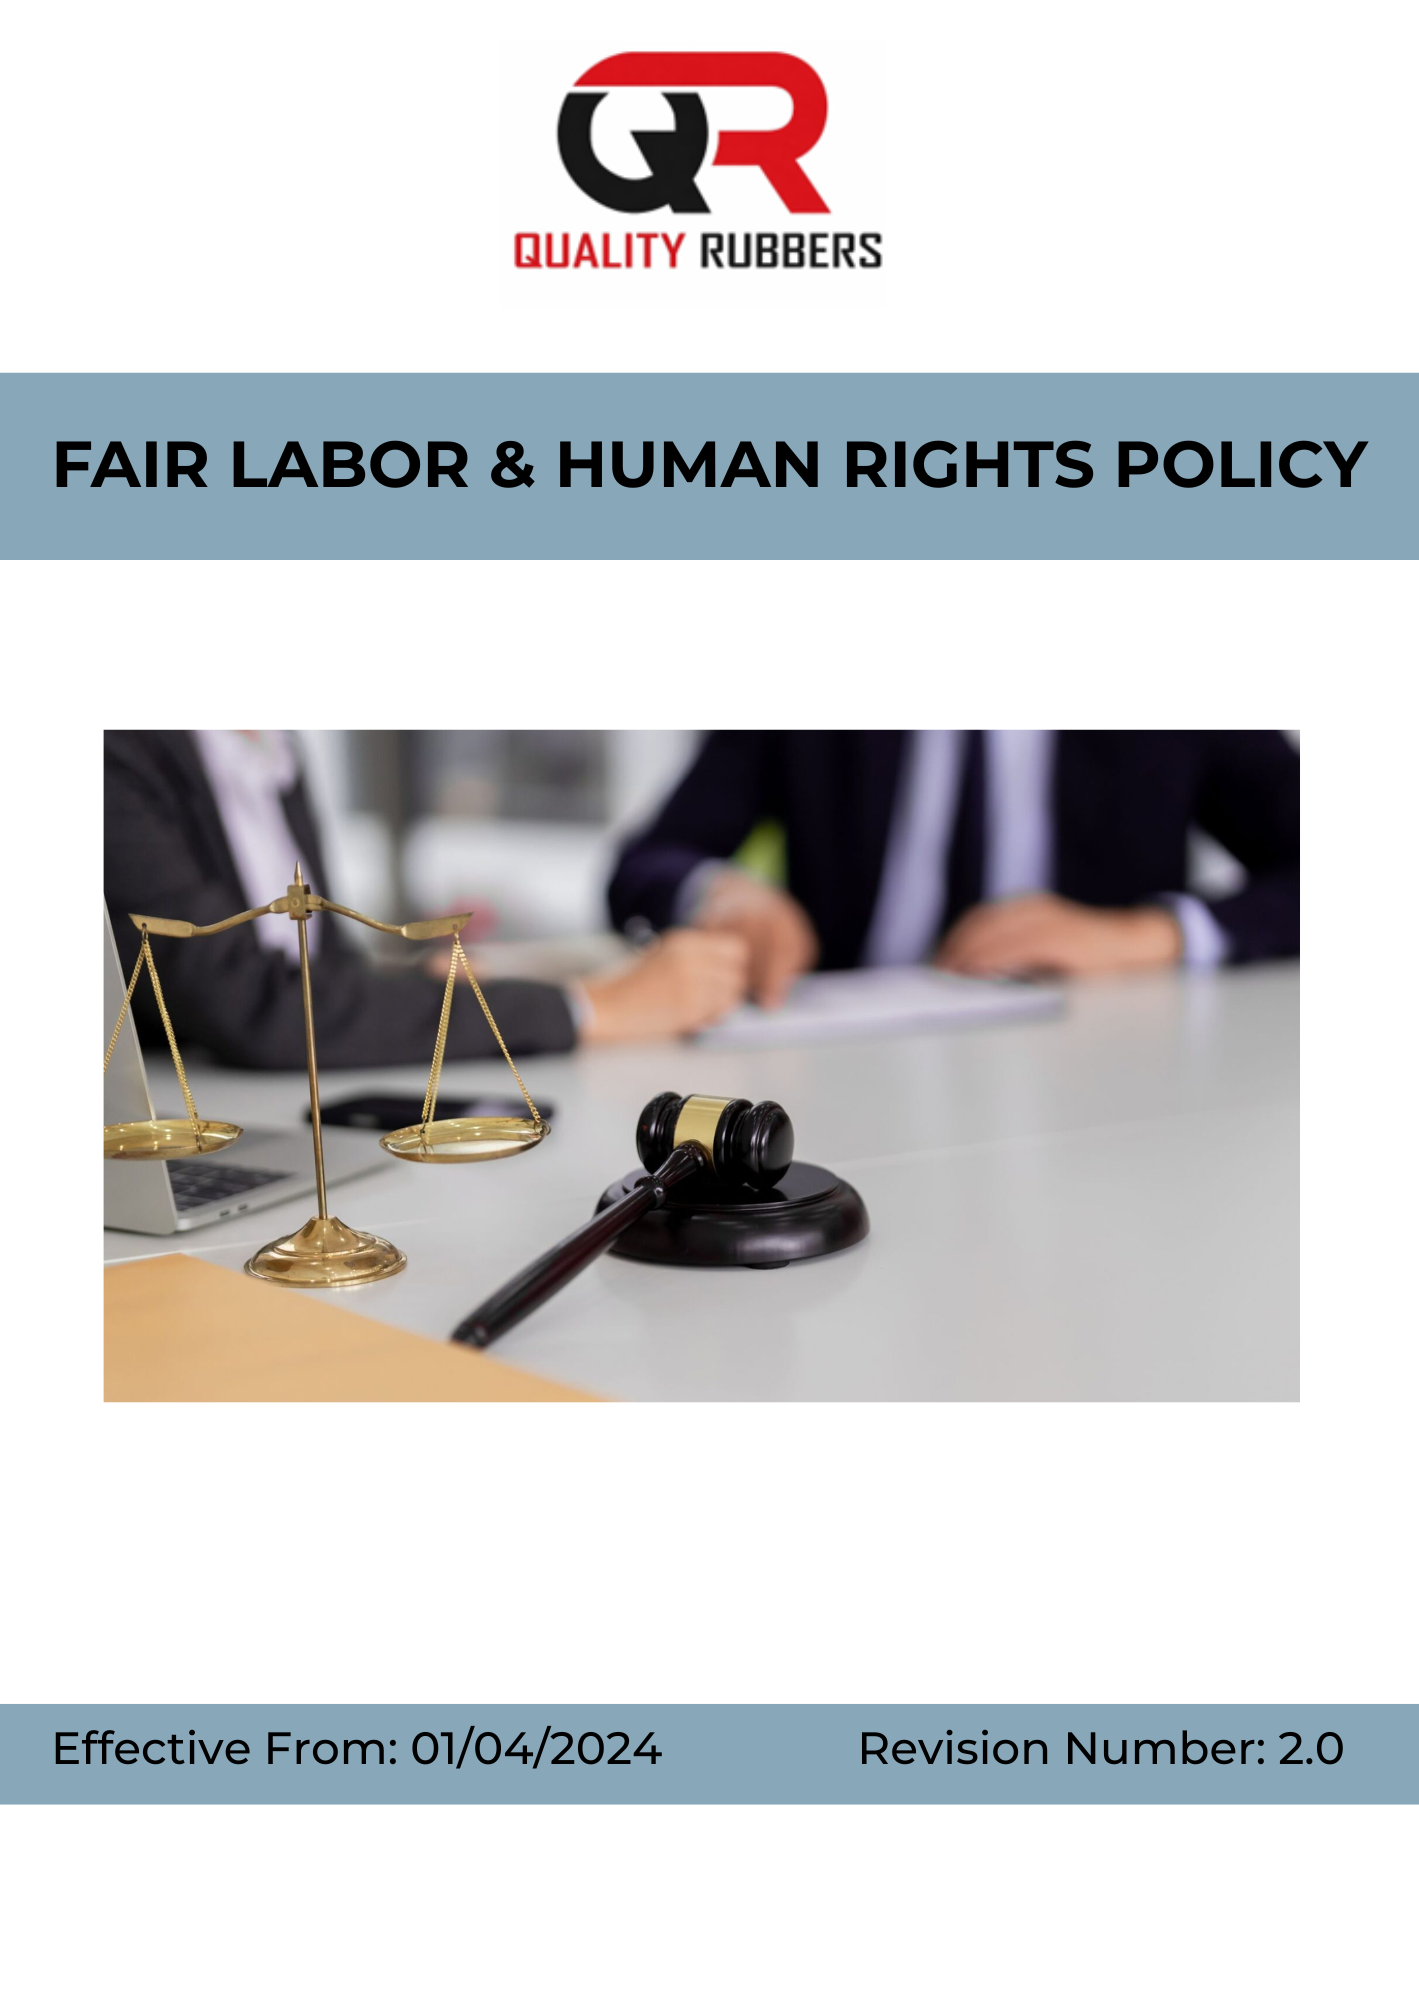 QR
QUALITY RUBBERS
FAIR LABOR & HUMAN RIGHTS POLICY
Effective From: 01/04/2024
Revision Number: 2.0